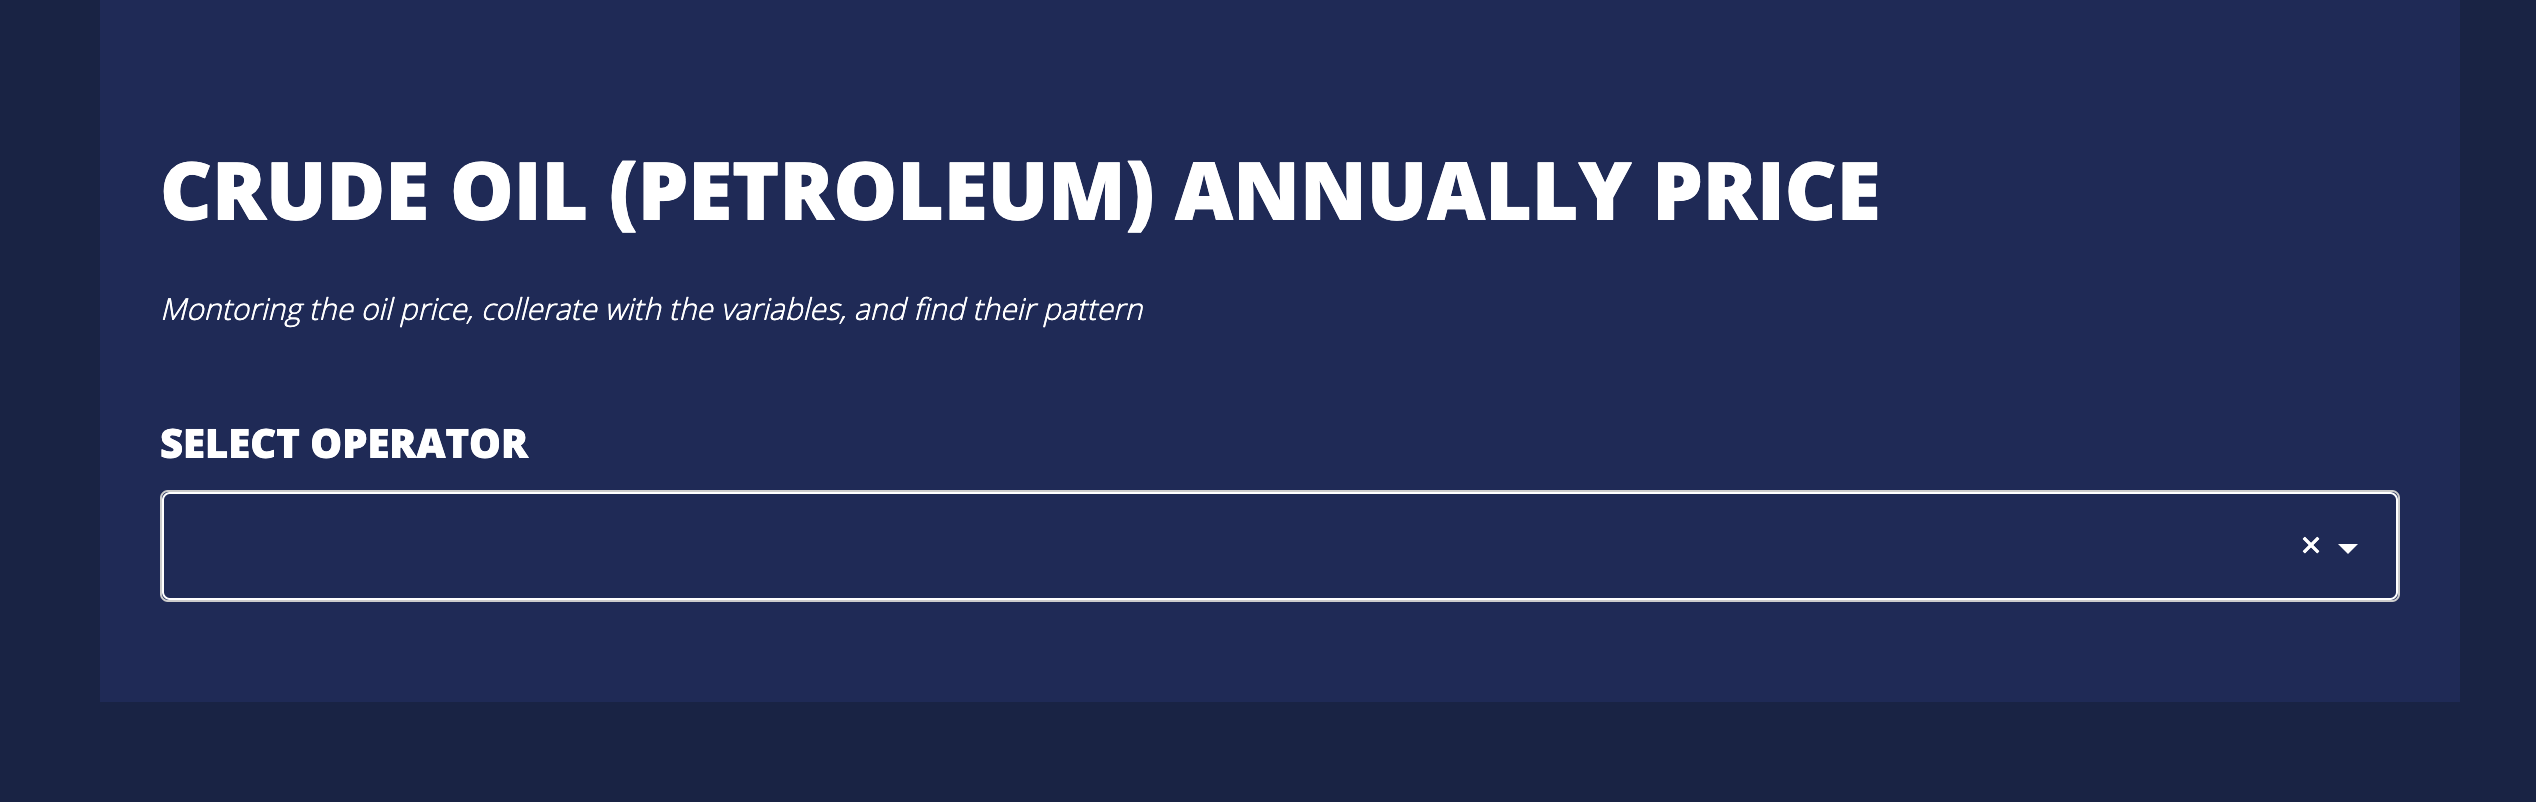 CRUDE OIL (PETROLEUM) ANNUALLY PRICE
Montoring the oil price, collerate with the variables, and find their pattern
SELECT OPERATOR